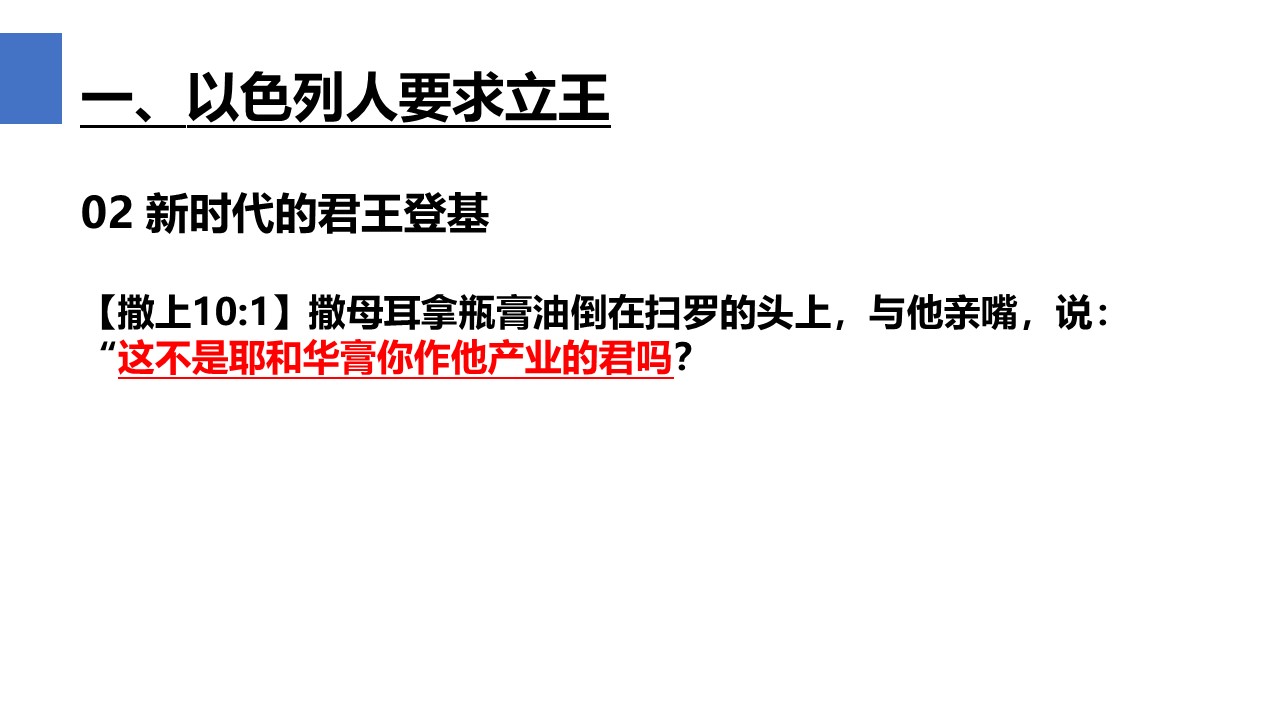 一、以色列人要求立王
02 新时代的君王登基
【撒上10:1】撒母耳拿瓶膏油倒在扫罗的头上，与他亲嘴，说：
“这不是耶和华膏你作他产业的君吗？